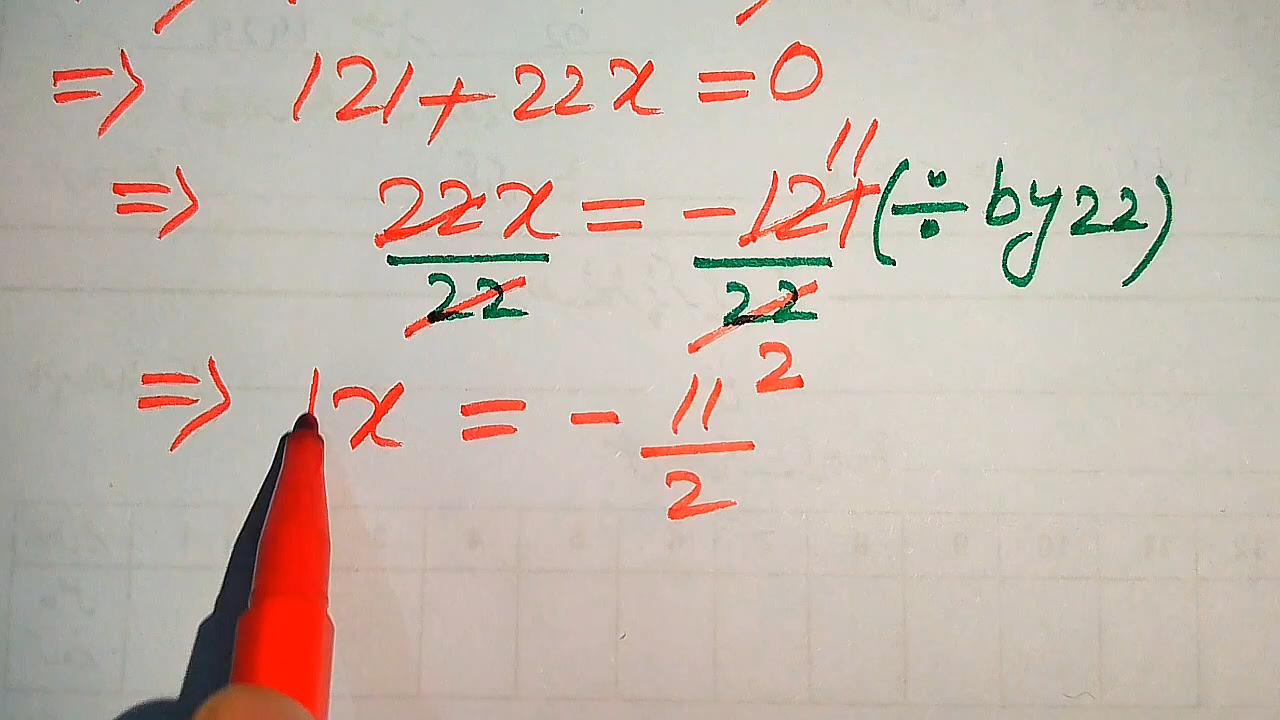 => 121 + 22x = 0
=> 22x/22 = -121/22 11 2 (÷ by 22)
=> 1x = - 11/2